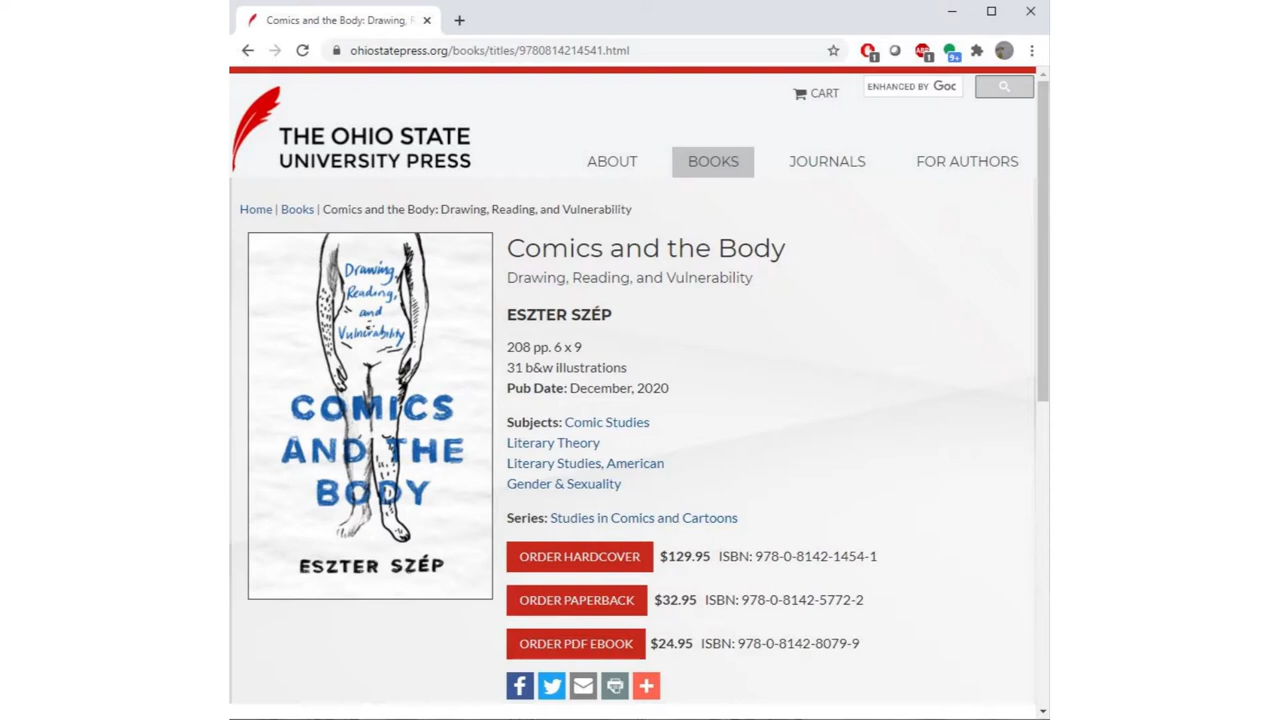 Comics and the Body: Drawing, R
ohiostatepress.org/books/titles/9780814214541.html
1
1
9+
CART
ENHANCED BY Goo
THE OHIO STATE
UNIVERSITY PRESS
ABOUT
BOOKS
JOURNALS
FOR AUTHORS
Home | Books | Comics and the Body: Drawing, Reading, and Vulnerability
Drawing,
Reading,
and
Vulnerability
COMICS
AND THE
BODY
ESZTER SZÉP
Comics and the Body
Drawing, Reading, and Vulnerability
ESZTER SZÉP
208 pp. 6 x 9
31 b&w illustrations
Pub Date: December, 2020
Subjects: Comic Studies
Literary Theory
Literary Studies, American
Gender & Sexuality
Series: Studies in Comics and Cartoons
ORDER HARDCOVER $129.95 ISBN: 978-0-8142-1454-1
ORDER PAPERBACK $32.95 ISBN: 978-0-8142-5772-2
ORDER PDF EBOOK $24.95 ISBN: 978-0-8142-8079-9